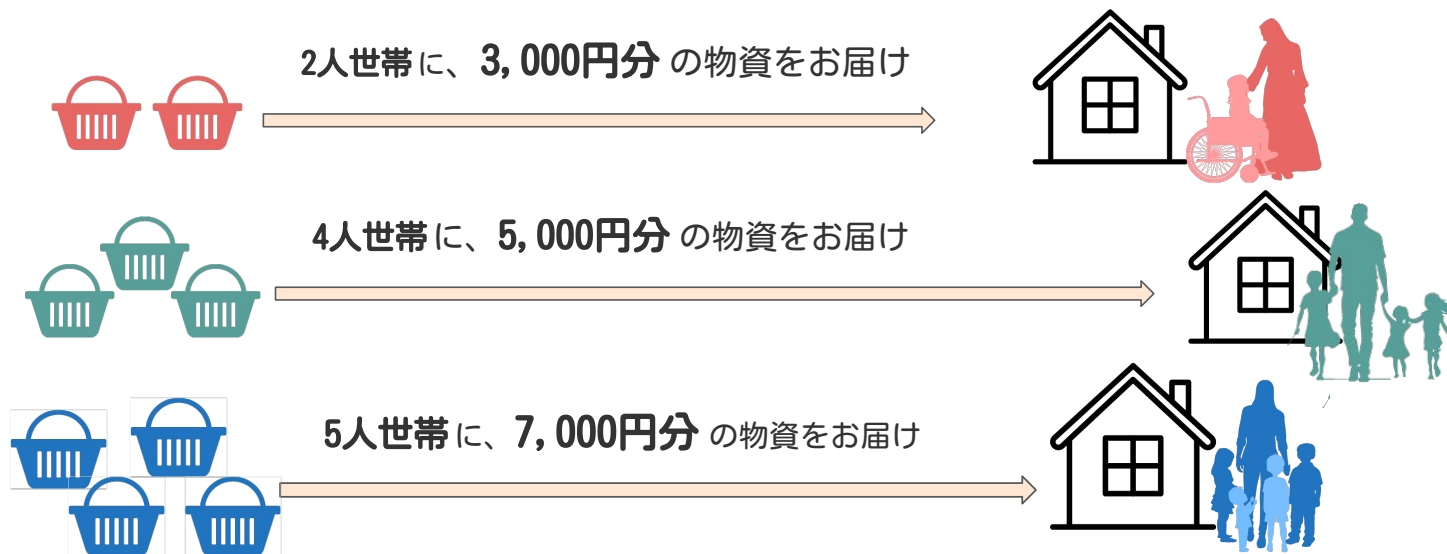 2人世帯に、3,000円分 の物資をお届け
4人世帯に、5,000円分 の物資をお届け
5人世帯に、7,000円分 の物資をお届け